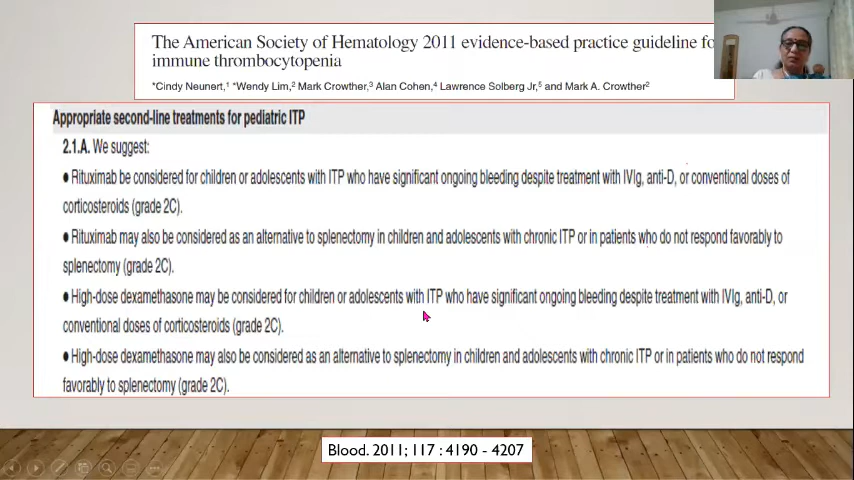 The American Society of Hematology 2011 evidence-based practice guideline fo
immune thrombocytopenia
*Cindy Neunert,1 *Wendy Lim,2 Mark Crowther,3 Alan Cohen,4 Lawrence Solberg Jr,5 and Mark A. Crowther2
Appropriate second-line treatments for pediatric ITP
2.1.A. We suggest:
● Rituximab be considered for children or adolescents with ITP who have significant ongoing bleeding despite treatment with IVIg, anti-D, or conventional doses of
corticosteroids (grade 2C).
● Rituximab may also be considered as an alternative to splenectomy in children and adolescents with chronic ITP or in patients who do not respond favorably to
splenectomy (grade 2C).
● High-dose dexamethasone may be considered for children or adolescents with ITP who have significant ongoing bleeding despite treatment with IVIg, anti-D, or
conventional doses of corticosteroids (grade 2C).
● High-dose dexamethasone may also be considered as an alternative to splenectomy in children and adolescents with chronic ITP or in patients who do not respond
favorably to splenectomy (grade 2C).
Blood. 2011; 117 : 4190 - 4207